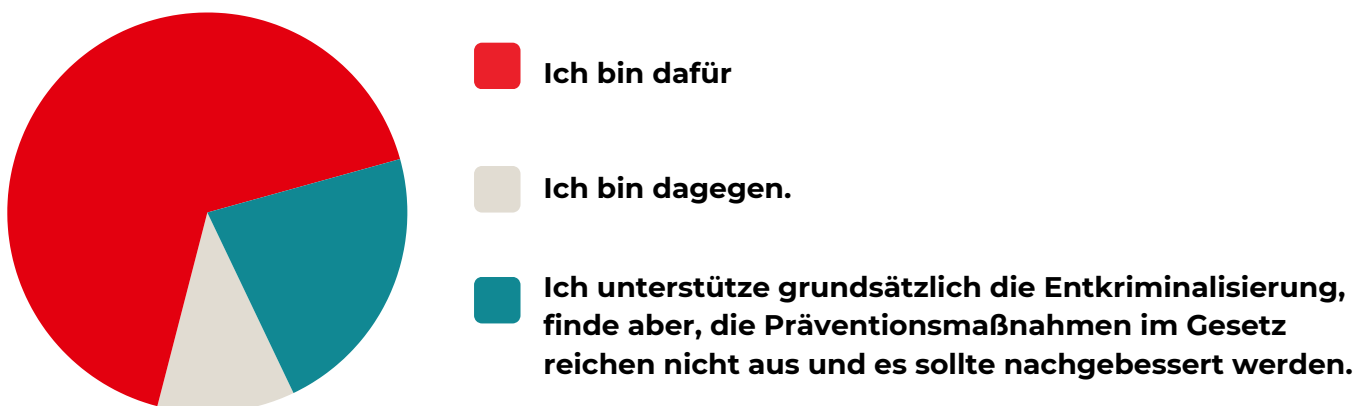 Ich bin dafür
Ich bin dagegen.
Ich unterstütze grundsätzlich die Entkriminalisierung,
finde aber, die Präventionsmaßnahmen im Gesetz
reichen nicht aus und es sollte nachgebessert werden.